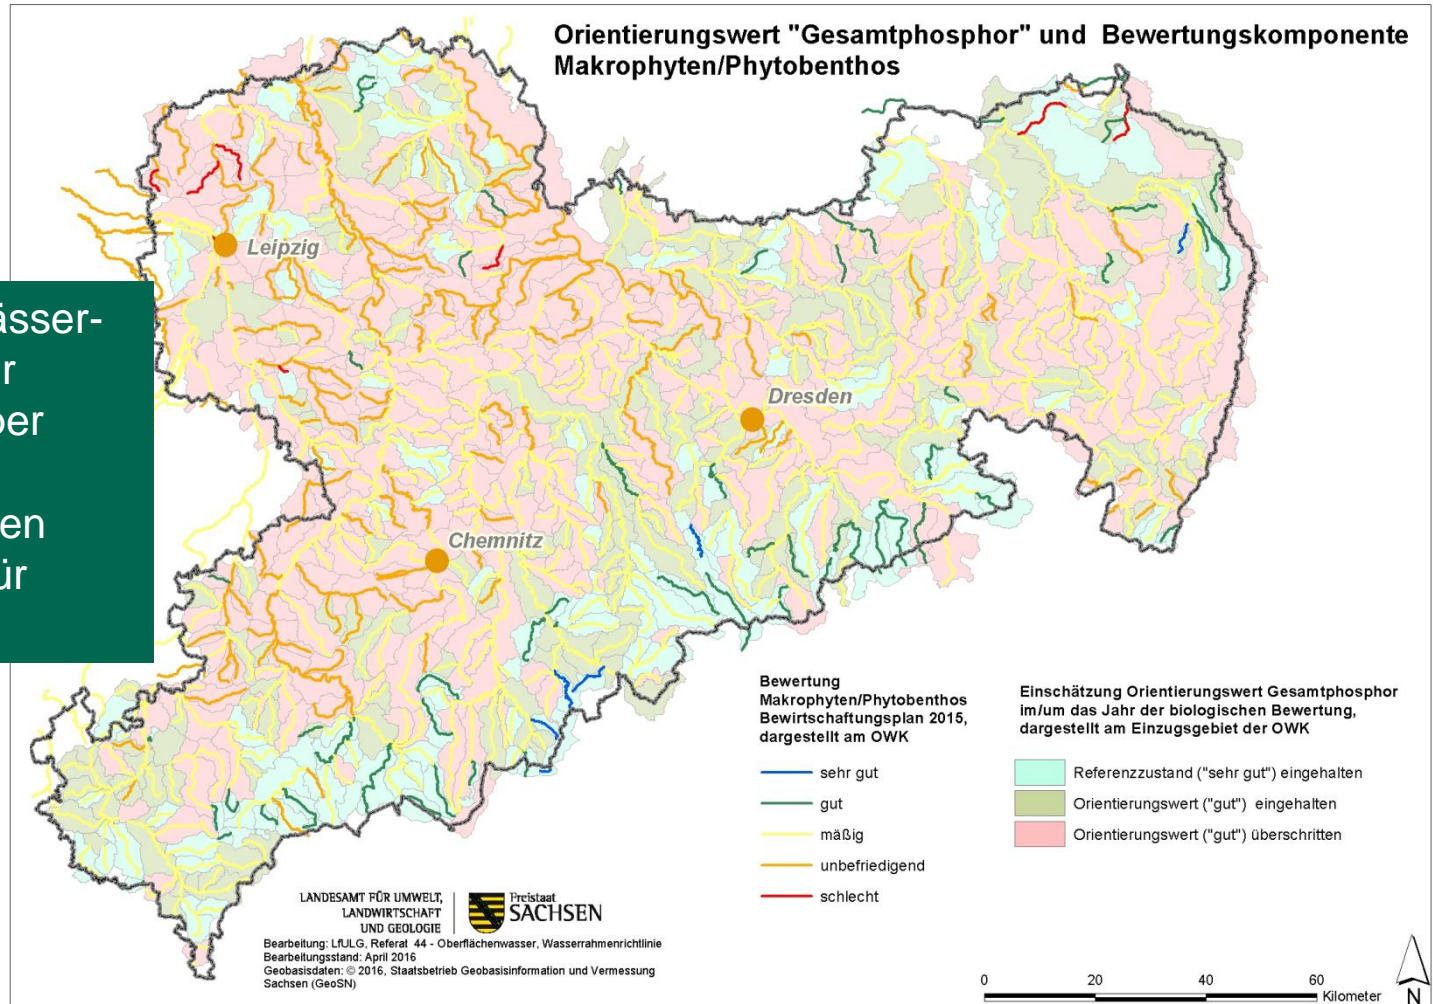 Orientierungswert "Gesamtphosphor" und Bewertungskomponente
Makrophyten/Phytobenthos
ässer-
r
ber
en
ür
Leipzig
Dresden
Chemnitz
Bewertung
Makrophyten/Phytobenthos
Bewirtschaftungsplan 2015,
dargestellt am OWK
sehr gut
gut
mäßig
unbefriedigend
schlecht
Einschätzung Orientierungswert Gesamtphosphor
im/um das Jahr der biologischen Bewertung,
dargestellt am Einzugsgebiet der OWK
Referenzzustand ("sehr gut") eingehalten
Orientierungswert ("gut") eingehalten
Orientierungswert ("gut") überschritten
LANDESAMT FÜR UMWELT,
LANDWIRTSCHAFT
UND GEOLOGIE
Freistaat
SACHSEN
Bearbeitung: LfULG, Referat 44 - Oberflächenwasser, Wasserrahmenrichtlinie
Bearbeitungsstand: April 2016
Geobasisdaten: © 2016, Staatsbetrieb Geobasisinformation und Vermessung
Sachsen (GeoSN)
0 20 40 60
Kilometer
N